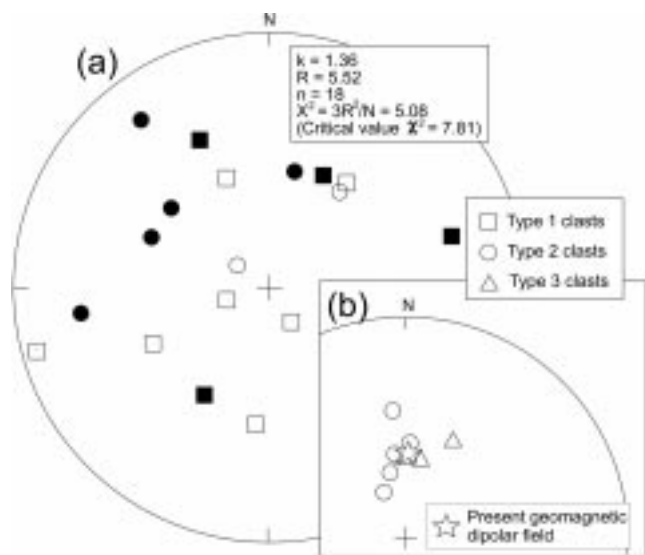 N
(a)
k = 1.36
R = 5.52
n = 18
X² = 3R²/N = 5.08
(Critical value χ² = 7.81)
Type 1 clasts
Type 2 clasts
Type 3 clasts
(b)
N
Present geomagnetic
dipolar field